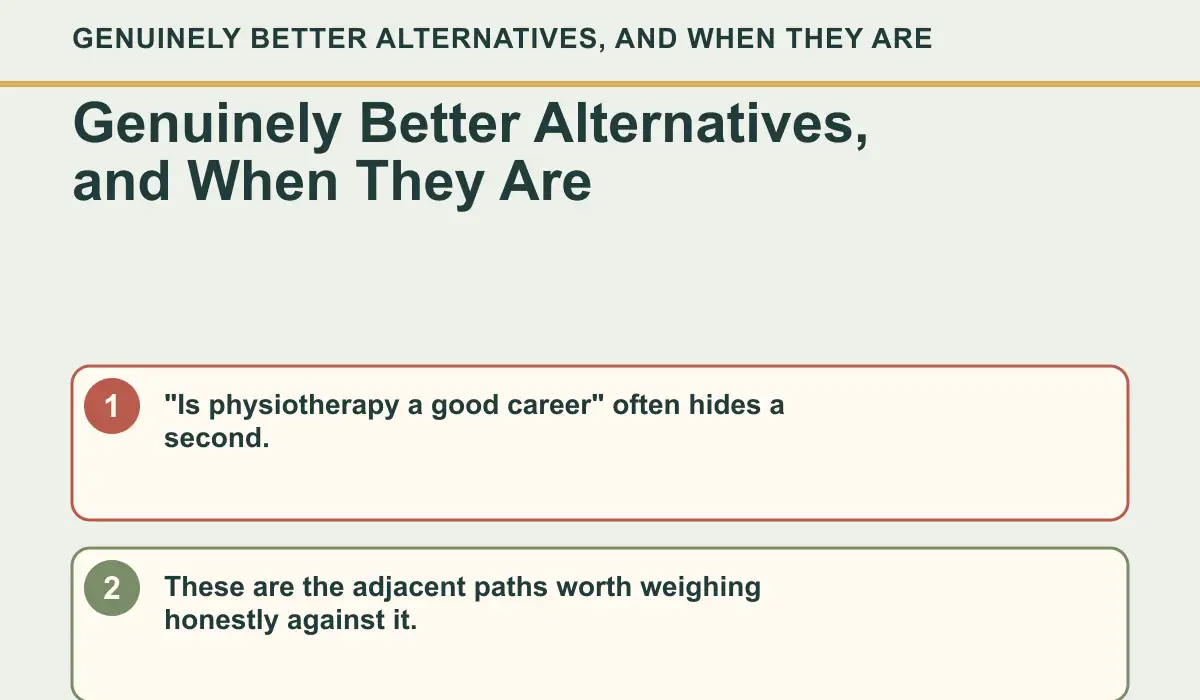 GENUINELY BETTER ALTERNATIVES, AND WHEN THEY ARE
Genuinely Better Alternatives,
and When They Are
1
"Is physiotherapy a good career" often hides a
second.
2
These are the adjacent paths worth weighing
honestly against it.